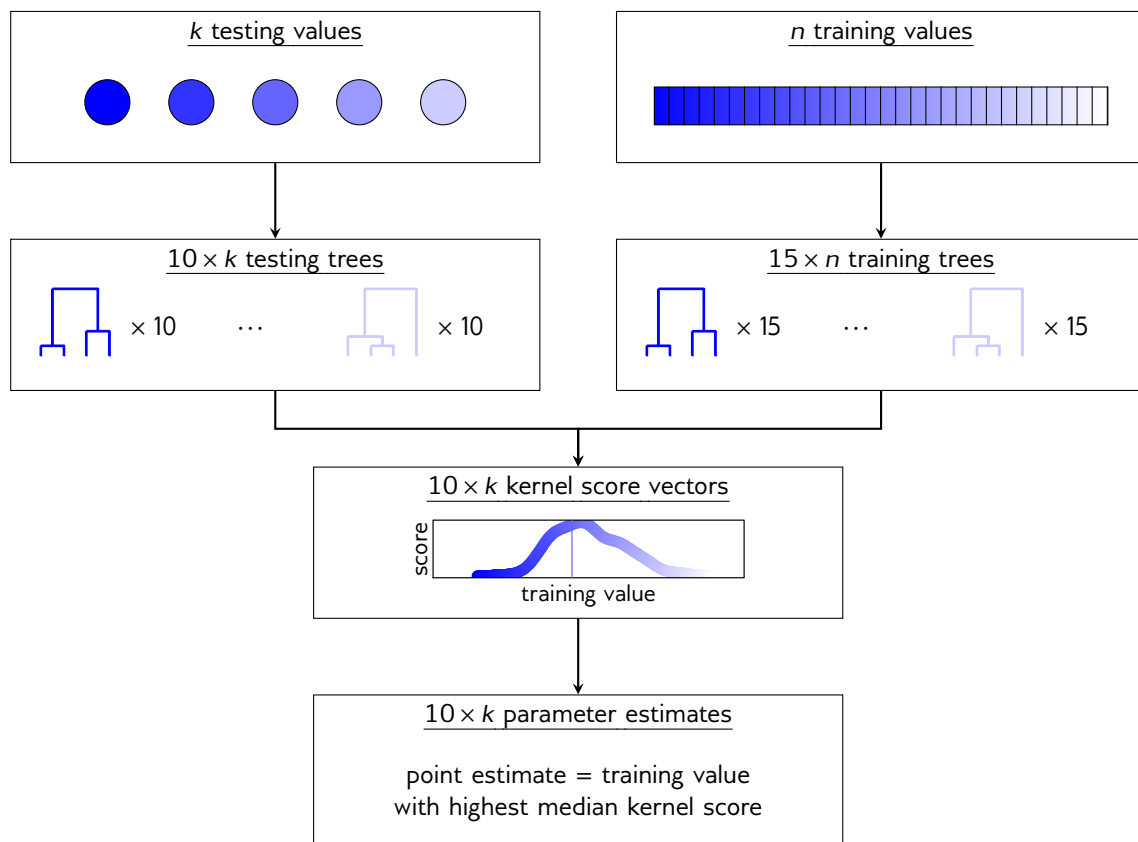 k testing values
n training values
10 × k testing trees
15 × n training trees
× 10 ... × 10
× 15 ... × 15
10 × k kernel score vectors
score
training value
10 × k parameter estimates
point estimate = training value
with highest median kernel score